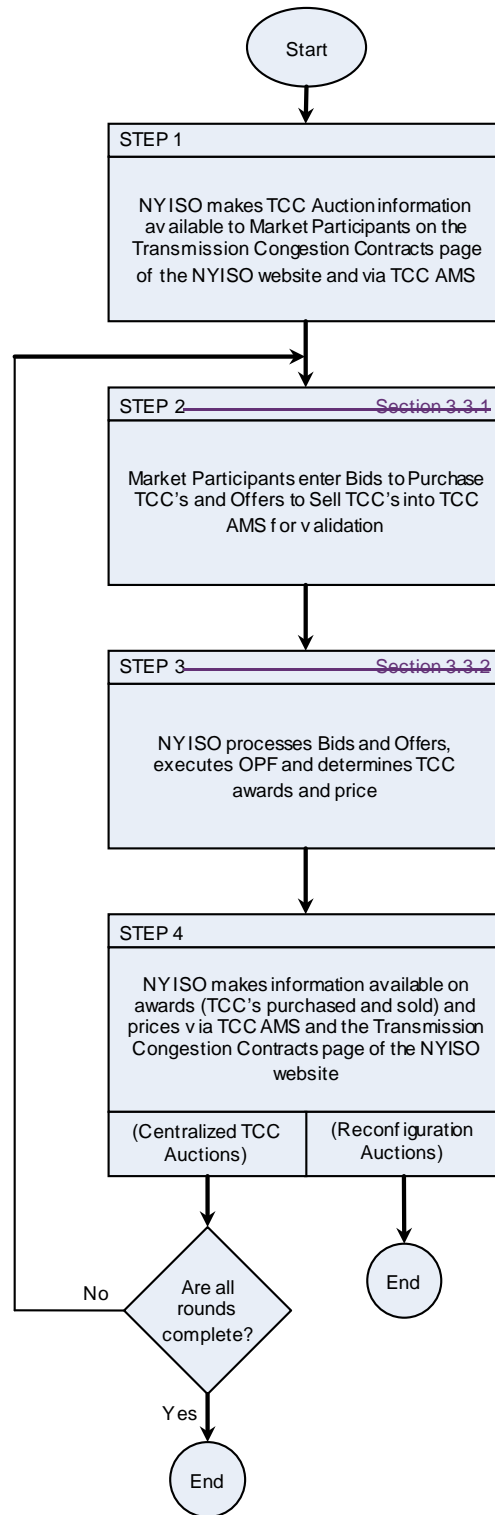 Start
STEP 1
NYISO makes TCC Auction information
available to Market Participants on the
Transmission Congestion Contracts page
of the NYISO website and via TCC AMS
STEP 2 Section 3.3.1
Market Participants enter Bids to Purchase
TCC's and Offers to Sell TCC's into TCC
AMS for validation
STEP 3 Section 3.3.2
NYISO processes Bids and Offers,
executes OPF and determines TCC
awards and price
STEP 4
NYISO makes information available on
awards (TCC's purchased and sold) and
prices via TCC AMS and the Transmission
Congestion Contracts page of the NYISO
website
(Centralized TCC
Auctions)
(Reconfiguration
Auctions)
Are all
rounds
complete?
No
End
Yes
End